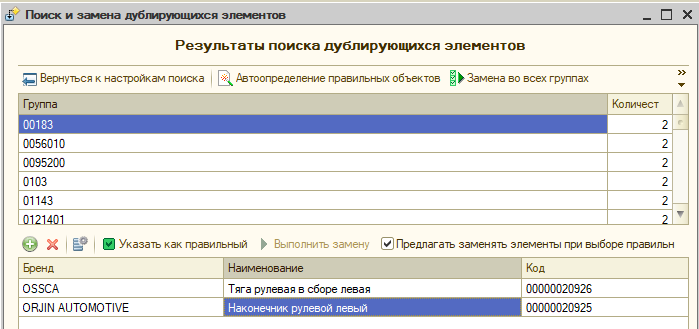 Поиск и замена дублирующихся элементов
Результаты поиска дублирующихся элементов
Вернуться к настройкам поиска Автоопределение правильных объектов Замена во всех группах
Группа Количест
00183 2
0056010 2
0095200 2
0103 2
01143 2
0121401 2
Указать как правильный Выполнить замену Предлагать заменять элементы при выборе правильн
Бренд Наименование Код
OSSCA Тяга рулевая в сборе левая 00000020926
ORJIN AUTOMOTIVE Наконечник рулевой левый 00000020925